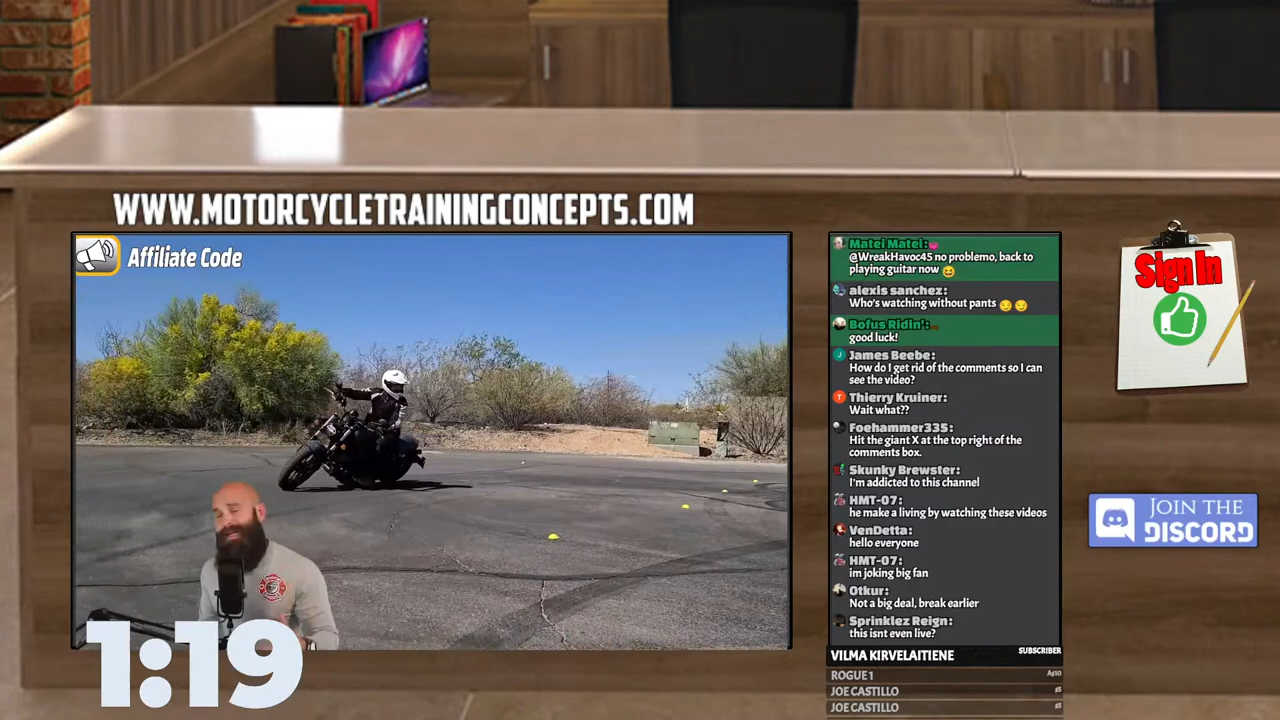 WWW.MOTORCYCLETRAININGCONCEPTS.COM
Affiliate Code
1:19
Matei Matei:
@WreakHavoc45 no problemo, back to
playing guitar now
alexis sanchez:
Who's watching without pants
Bofus Ridin':
good luck!
James Beebe:
How do I get rid of the comments so I can
see the video?
Thierry Kruiner:
Wait what??
Foehammer335:
Hit the giant X at the top right of the
comments box.
Skunky Brewster:
I'm addicted to this channel
HMT-07:
he make a living by watching these videos
VenDetta:
hello everyone
HMT-07:
im joking big fan
Otkur:
Not a big deal, break earlier
Sprinklez Reign:
this isnt even live?
VILMA KIRVELAITIENE SUBSCRIBER
ROGUE 1 A$10
JOE CASTILLO $5
JOE CASTILLO $5
Sign In
JOIN THE
DISCORD